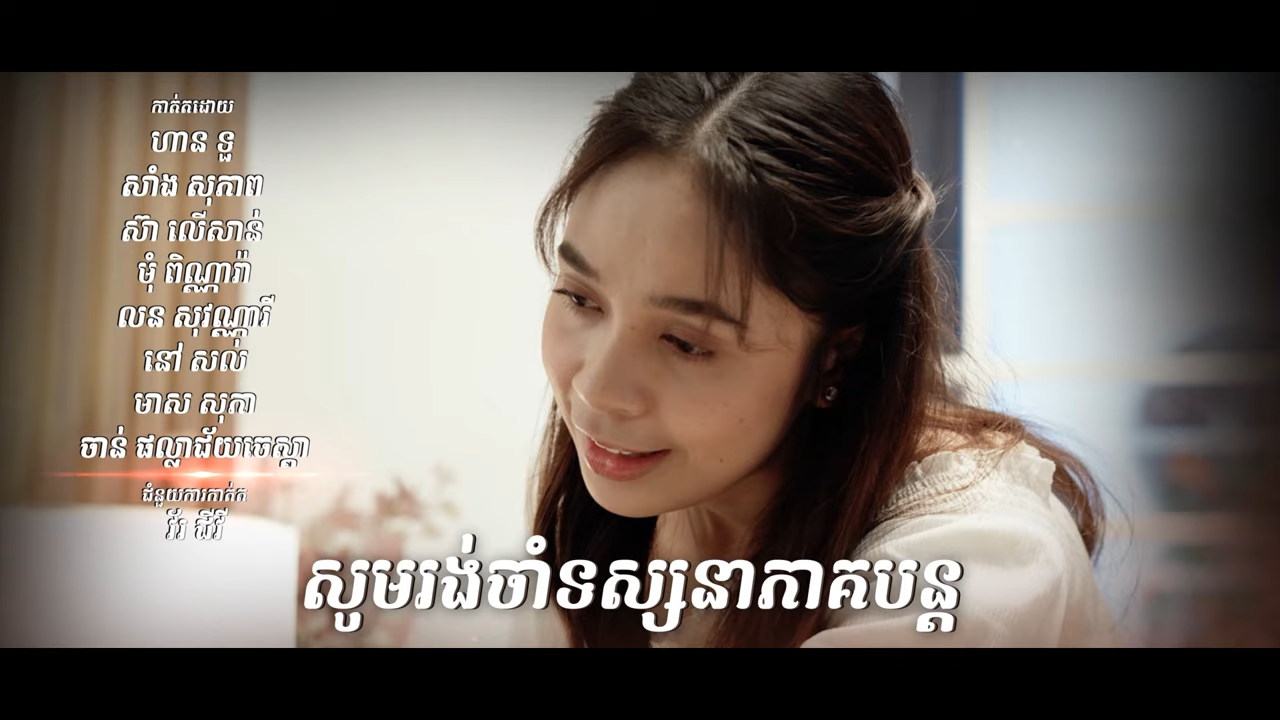 កាត់តដោយ
ហាន ទួ
សាំង សុភាព
ស៊ា លើសាន់
មុំ ពិណ្ណារ៉ា
លន សុវណ្ណារី
នៅ សល់
មាស សុភា
ចាន់ ផល្លាជ័យចេស្តា
ជំនួយការកាត់ត
រ័រ ជីវី
សូមរង់ចាំទស្សនាភាគបន្ត